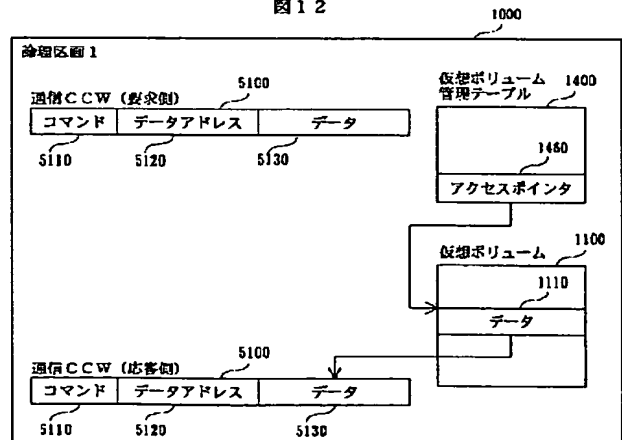 図12
1000
論理区画1
通信CCW(要求側)
5100
コマンド データアドレス データ
5110 5120 5130
仮想ボリューム
管理テーブル
1400
1460
アクセスポインタ
仮想ボリューム
1100
1110
データ
通信CCW(応答側)
5100
コマンド データアドレス データ
5110 5120 5130